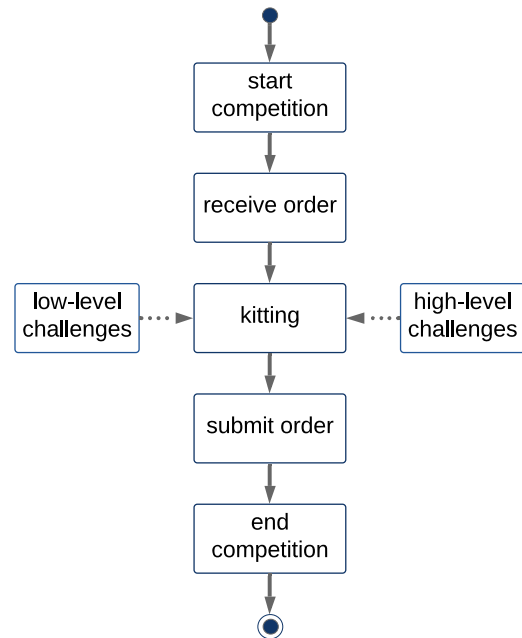 start
competition
receive order
low-level
challenges
kitting
high-level
challenges
submit order
end
competition